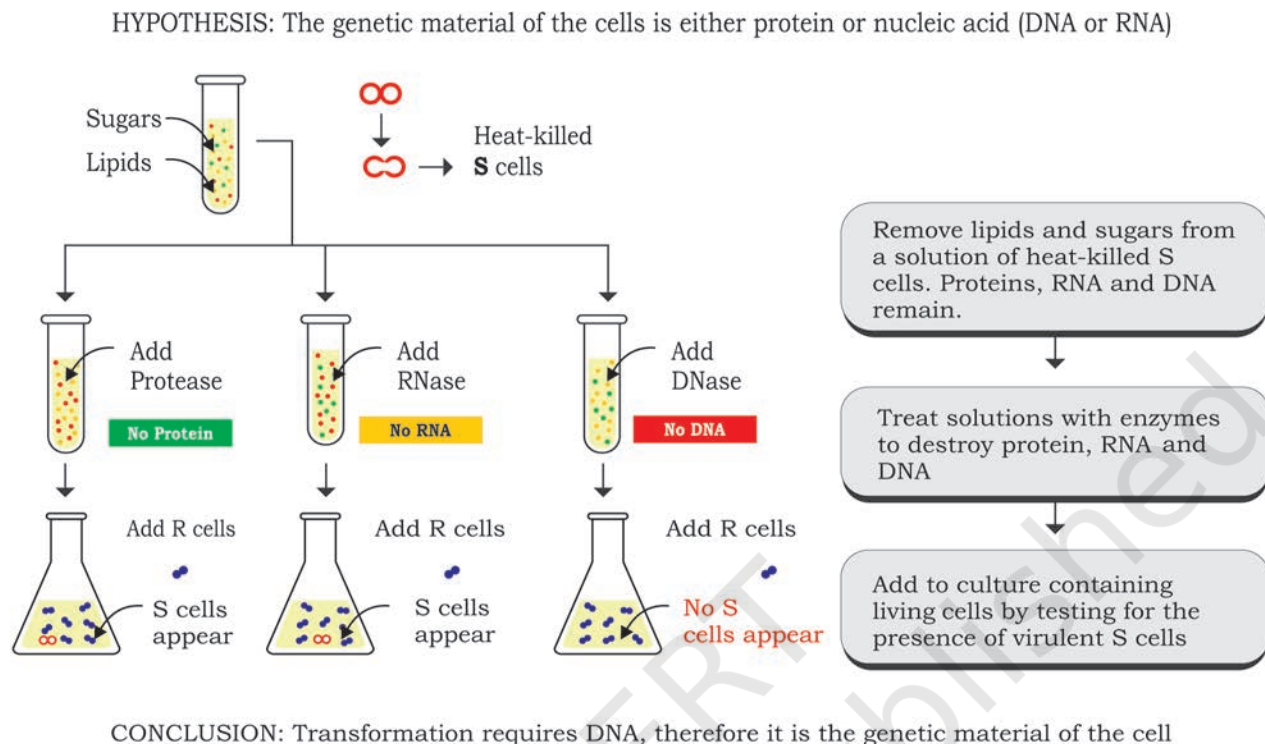 HYPOTHESIS: The genetic material of the cells is either protein or nucleic acid (DNA or RNA)
Sugars
Lipids
Heat-killed
S cells
Add
Protease
No Protein
Add
RNase
No RNA
Add
DNase
No DNA
Add R cells
S cells
appear
Add R cells
S cells
appear
Add R cells
No S
cells appear
Remove lipids and sugars from
a solution of heat-killed S
cells. Proteins, RNA and DNA
remain.
Treat solutions with enzymes
to destroy protein, RNA and
DNA
Add to culture containing
living cells by testing for the
presence of virulent S cells
CONCLUSION: Transformation requires DNA, therefore it is the genetic material of the cell